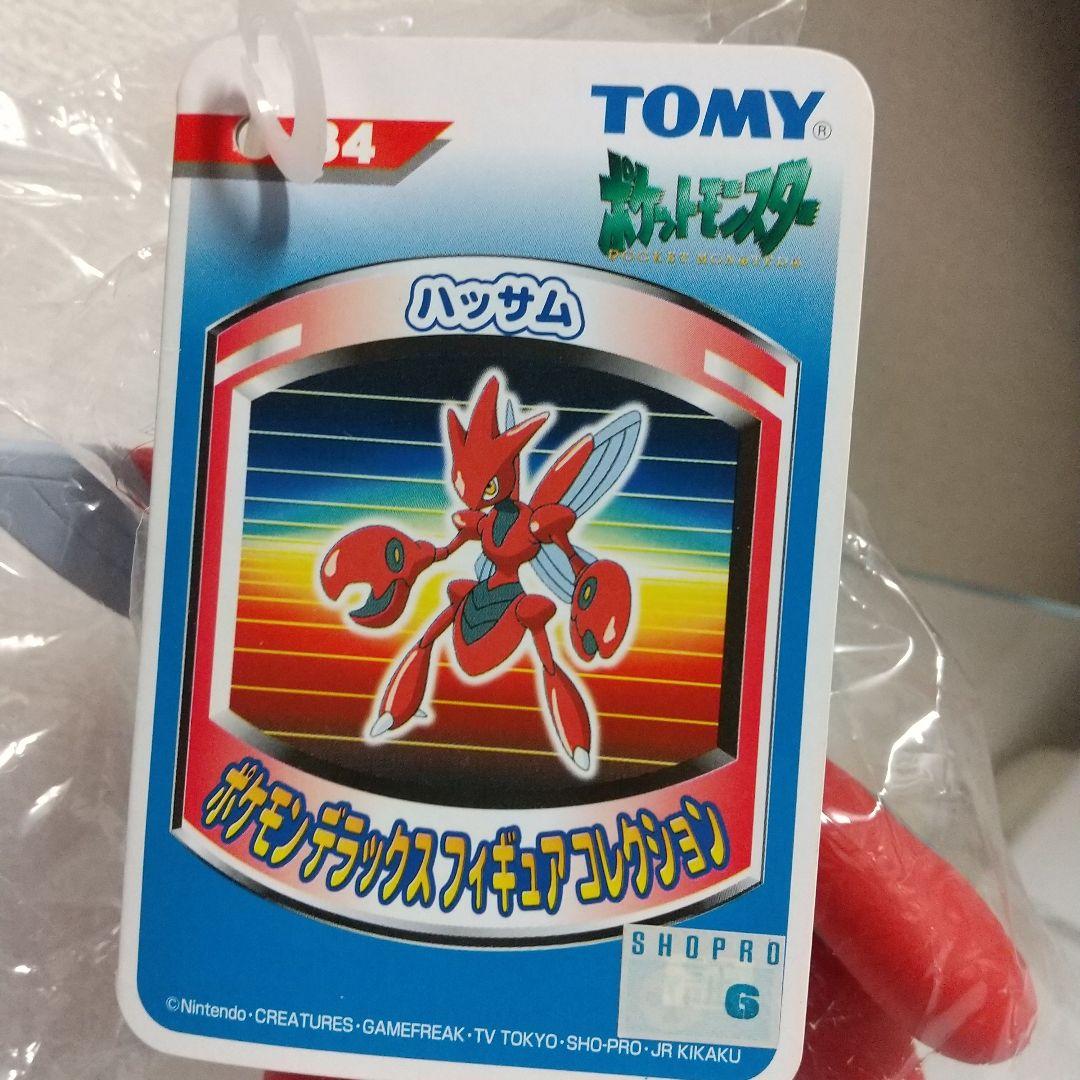 TOMY®
34
ポケットモンスター
POCKET MONSTERS
ハッサム
ポケモン デラックス フィギュア コレクション
SHOPRO
G
©Nintendo・CREATURES・GAMEFREAK・TV TOKYO・SHO-PRO・JR KIKAKU